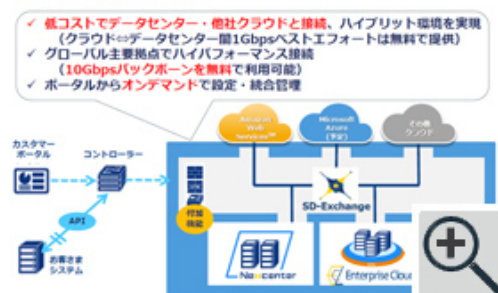 ✓ 低コストでデータセンター・他社クラウドと接続、ハイブリット環境を実現
(クラウド⇔データセンター間1Gbpsベストエフォートは無料で提供)
✓ グローバル主要拠点でハイパフォーマンス接続
(10Gbpsバックボーンを無料で利用可能)
✓ ポータルからオンデマンドで設定・統合管理
Amazon
Web
Services
Microsoft
Azure
(予定)
その他
クラウド
カスタマー
ポータル
コントローラー
API
お客さま
システム
付加
機能
SD-Exchange
Nexcenter
Enterprise Cloud